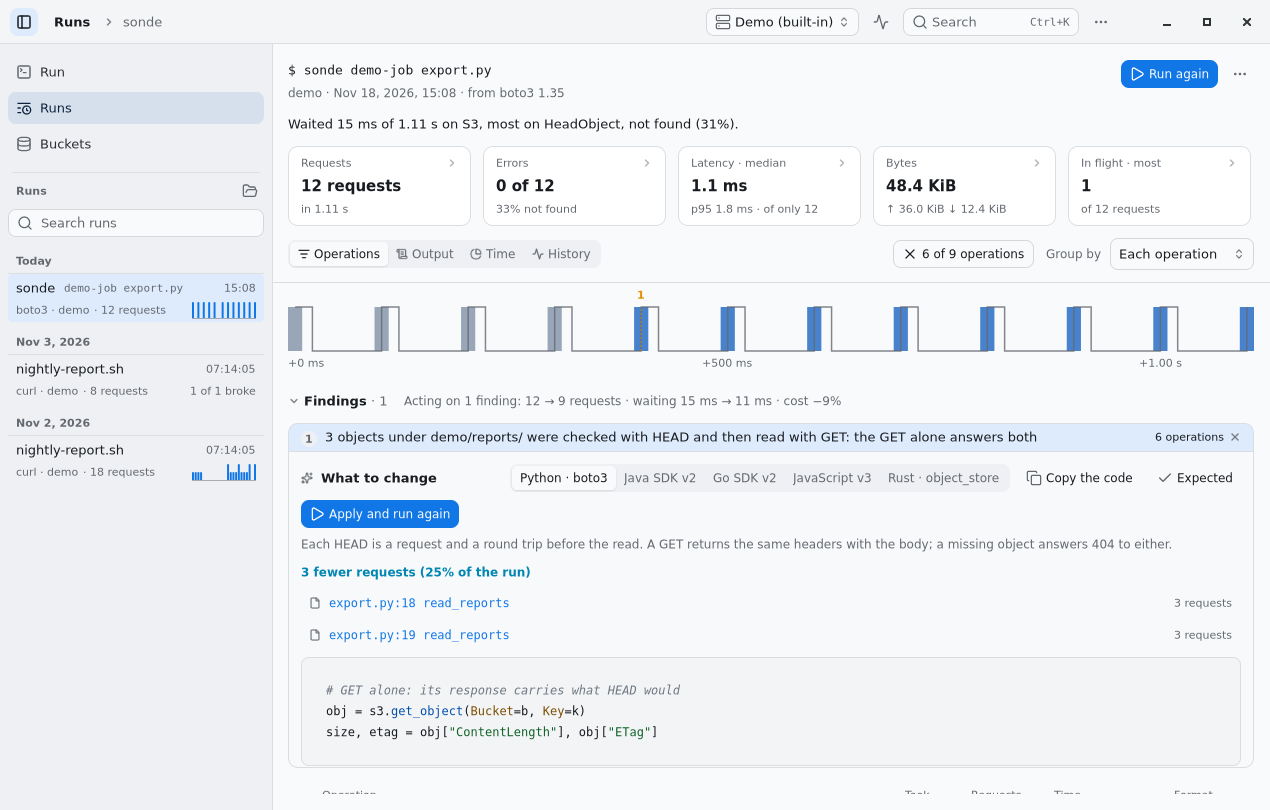 Runs > sonde
Demo (built-in)
Search Ctrl+K
Run
Runs
Buckets
Runs
Search runs
Today
sonde demo-job export.py 15:08
boto3 · demo · 12 requests
Nov 3, 2026
nightly-report.sh 07:14:05
curl · demo · 8 requests 1 of 1 broke
Nov 2, 2026
nightly-report.sh 07:14:05
curl · demo · 18 requests
$ sonde demo-job export.py
demo · Nov 18, 2026, 15:08 · from boto3 1.35
Run again
Waited 15 ms of 1.11 s on S3, most on HeadObject, not found (31%).
Requests
12 requests
in 1.11 s
Errors
0 of 12
33% not found
Latency · median
1.1 ms
p95 1.8 ms · of only 12
Bytes
48.4 KiB
↑ 36.0 KiB ↓ 12.4 KiB
In flight · most
1
of 12 requests
Operations Output Time History
6 of 9 operations
Group by Each operation
1
+0 ms +500 ms +1.00 s
Findings · 1 Acting on 1 finding: 12 → 9 requests · waiting 15 ms → 11 ms · cost −9%
1 3 objects under demo/reports/ were checked with HEAD and then read with GET: the GET alone answers both 6 operations
What to change
Python · boto3 Java SDK v2 Go SDK v2 JavaScript v3 Rust · object_store
Copy the code
Expected
Apply and run again
Each HEAD is a request and a round trip before the read. A GET returns the same headers with the body; a missing object answers 404 to either.
3 fewer requests (25% of the run)
export.py:18 read_reports 3 requests
export.py:19 read_reports 3 requests
# GET alone: its response carries what HEAD would
obj = s3.get_object(Bucket=b, Key=k)
size, etag = obj["ContentLength"], obj["ETag"]
Operation Task Requests Time Format